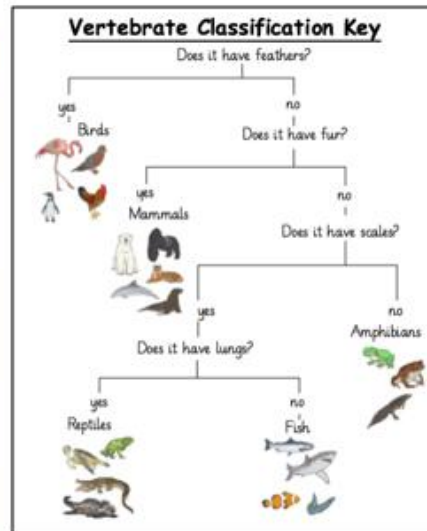 Vertebrate Classification Key
Does it have feathers?
yes
no
Birds
Does it have fur?
yes
no
Mammals
Does it have scales?
yes
no
Amphibians
Does it have lungs?
yes
no
Reptiles
Fish